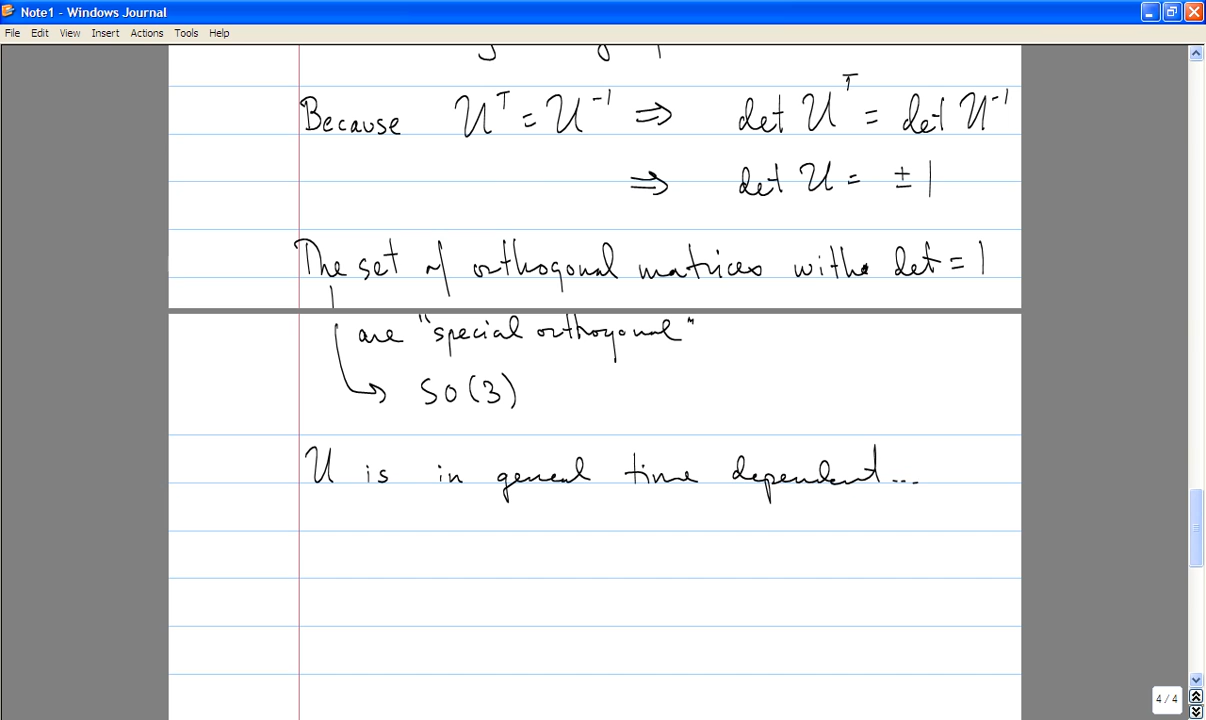 Note1 - Windows Journal
File Edit View Insert Actions Tools Help
Because U^T = U^-1 ⇒ det U^T = det U^-1
⇒ det U = ± 1
The set of orthogonal matrices with det = 1
are "special orthogonal"
↳ SO(3)
U is in general time dependent...
4 / 4